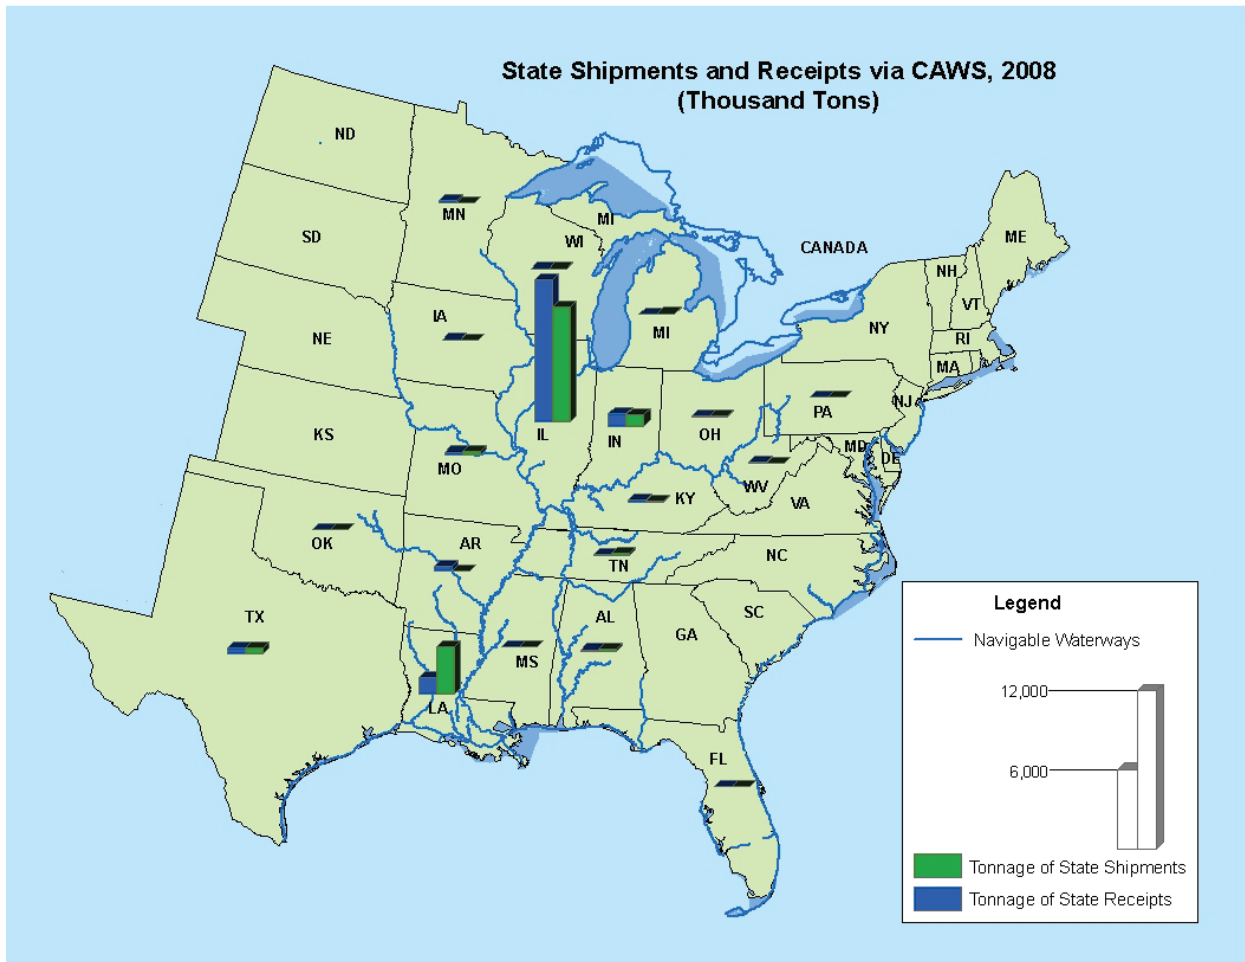 State Shipments and Receipts via CAWS, 2008
(Thousand Tons)
ND
MN
MI
WI
SD
CANADA
ME
NH
VT
IA
MI
NE
NY
RI
MA
NJ
PA
KS
IL
IN
OH
MO
MD
DE
WV
KY
VA
OK
AR
TN
NC
TX
AL
SC
GA
MS
LA
FL
Legend
Navigable Waterways
12,000
6,000
Tonnage of State Shipments
Tonnage of State Receipts